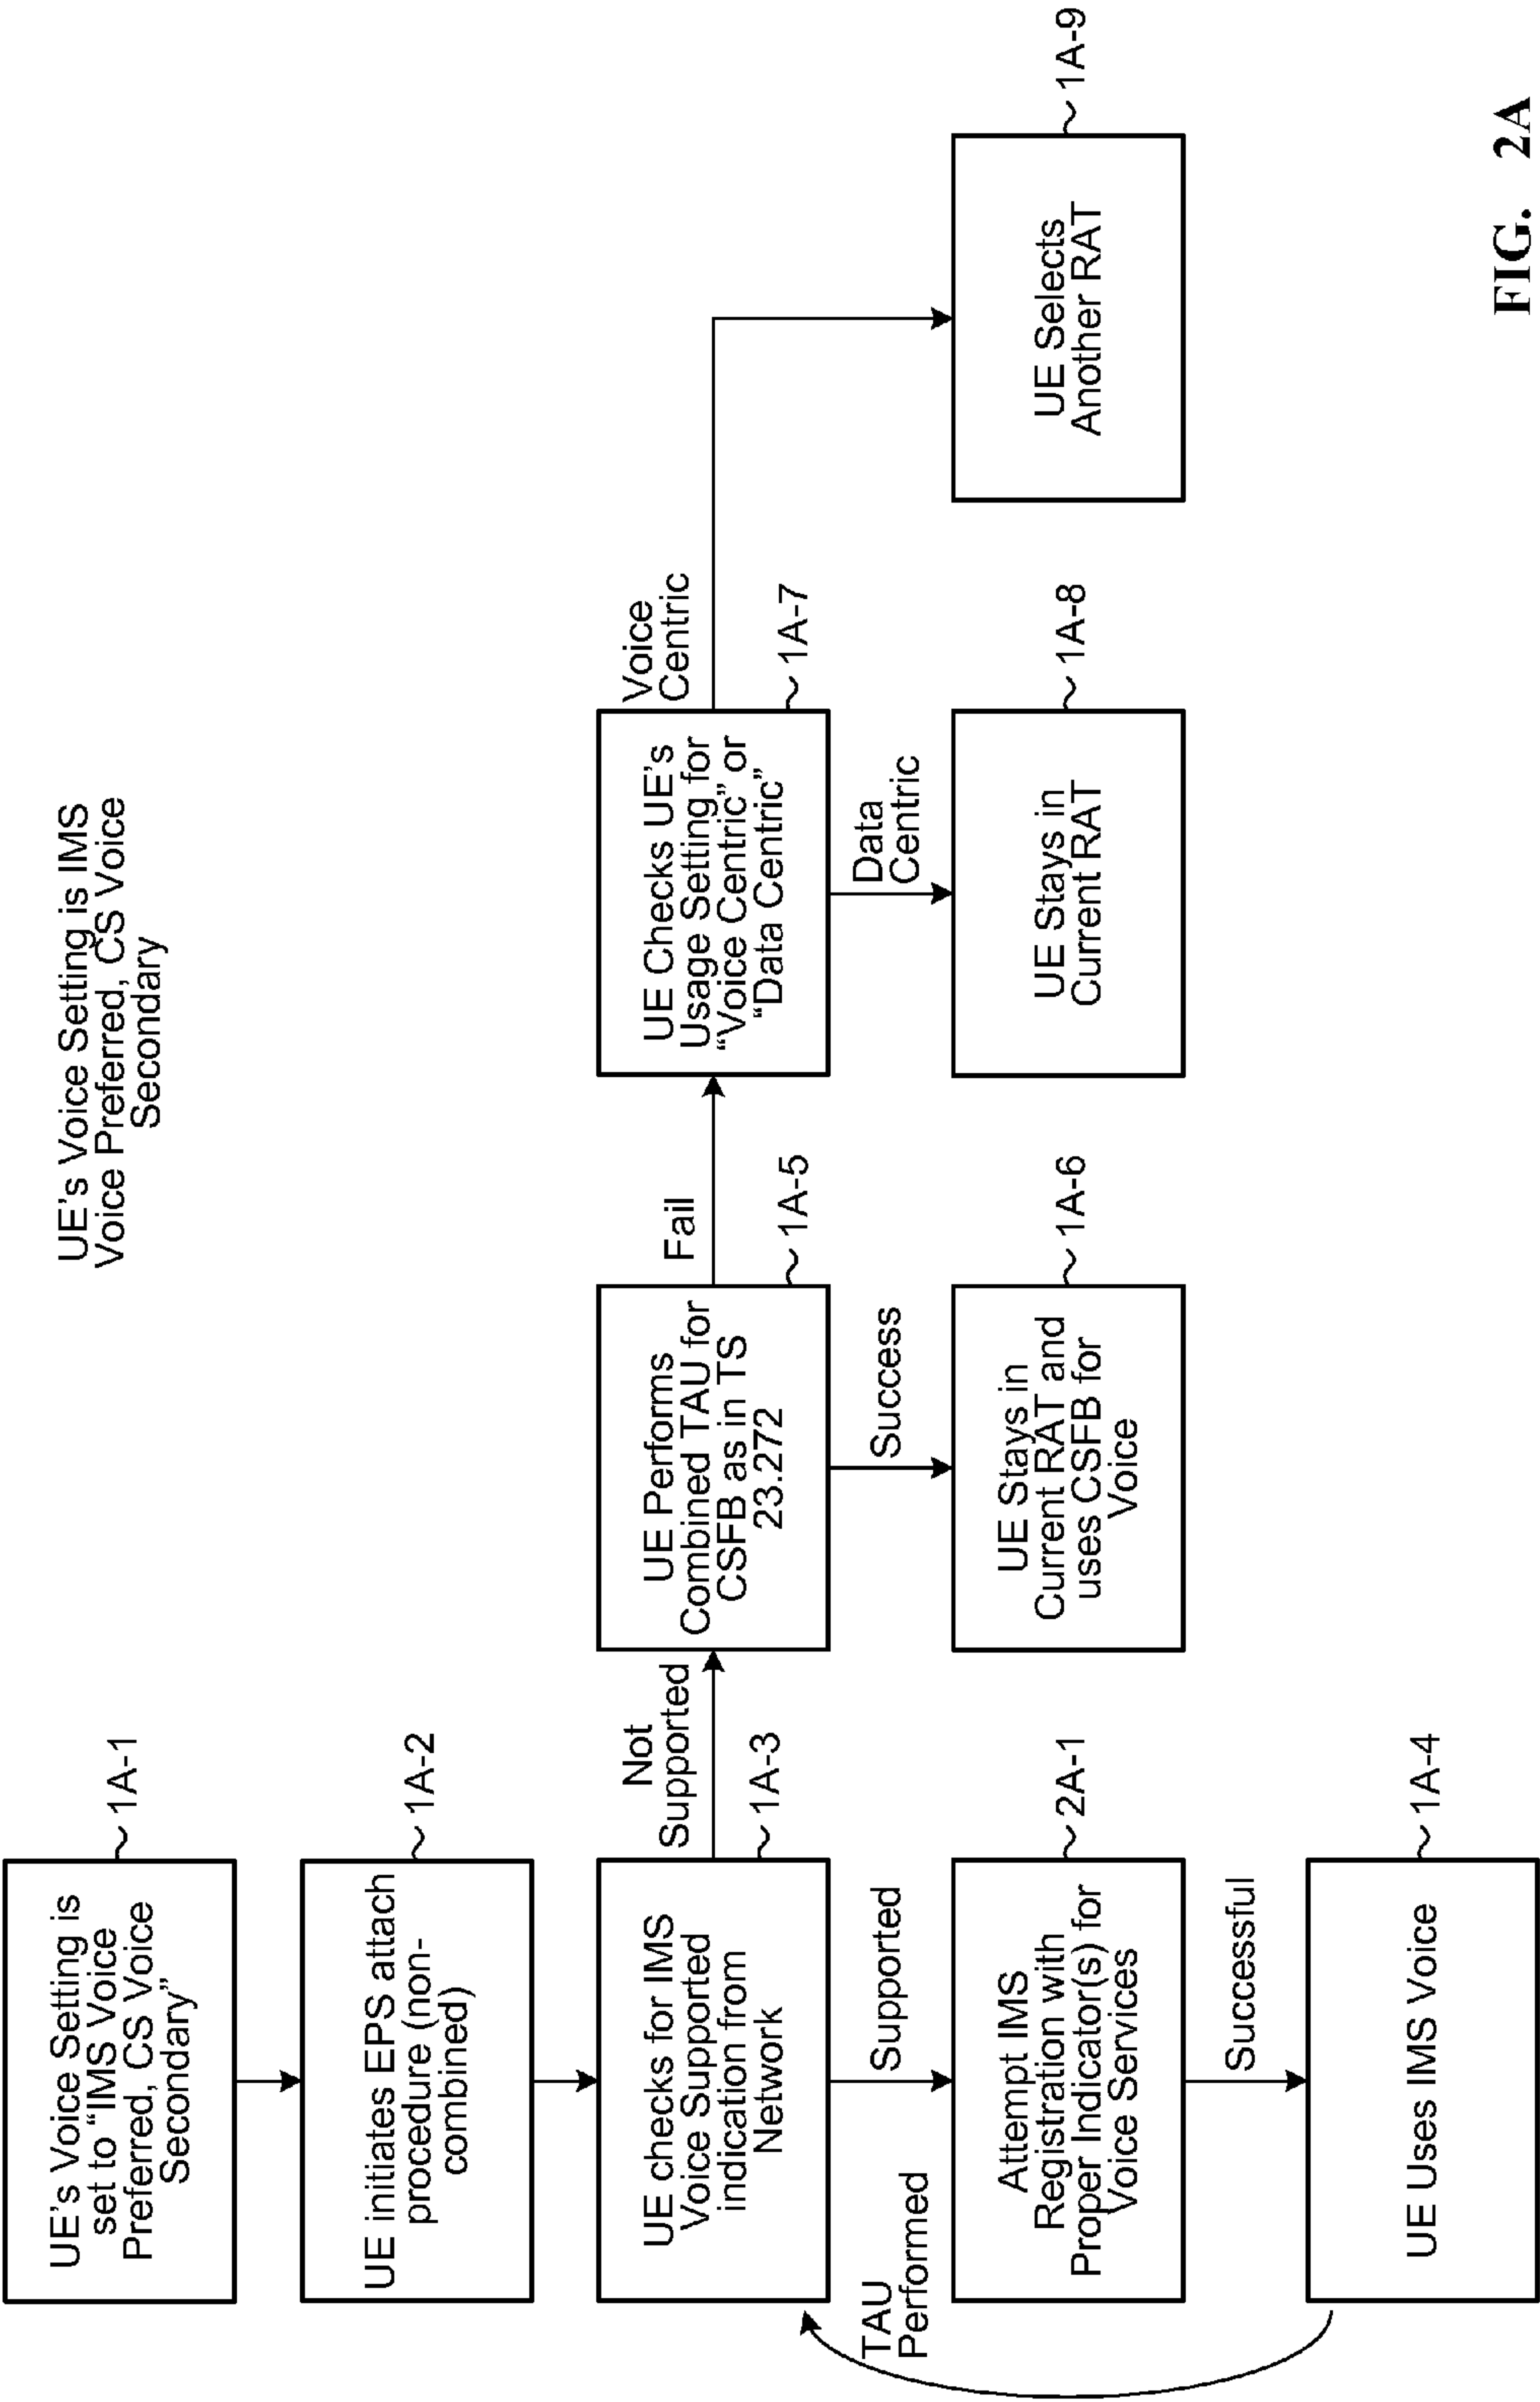 UE's Voice Setting is IMS
Voice Preferred, CS Voice
Secondary
UE's Voice Setting is
set to “IMS Voice
Preferred, CS Voice
Secondary”
1A-1
UE initiates EPS attach
procedure (non-
combined)
1A-2
UE checks for IMS
Voice Supported
indication from
Network
1A-3
Not
Supported
UE Performs
Combined TAU for
CSFB as in TS
23.272
1A-5
Fail
UE Checks UE's
Usage Setting for
“Voice Centric” or
“Data Centric”
1A-7
Voice
Centric
TAU
Performed
Supported
Success
Data
Centric
Attempt IMS
Registration with
Proper Indicator(s) for
Voice Services
2A-1
UE Stays in
Current RAT and
uses CSFB for
Voice
1A-6
UE Stays in
Current RAT
1A-8
UE Selects
Another RAT
1A-9
Successful
UE Uses IMS Voice
1A-4
FIG. 2A